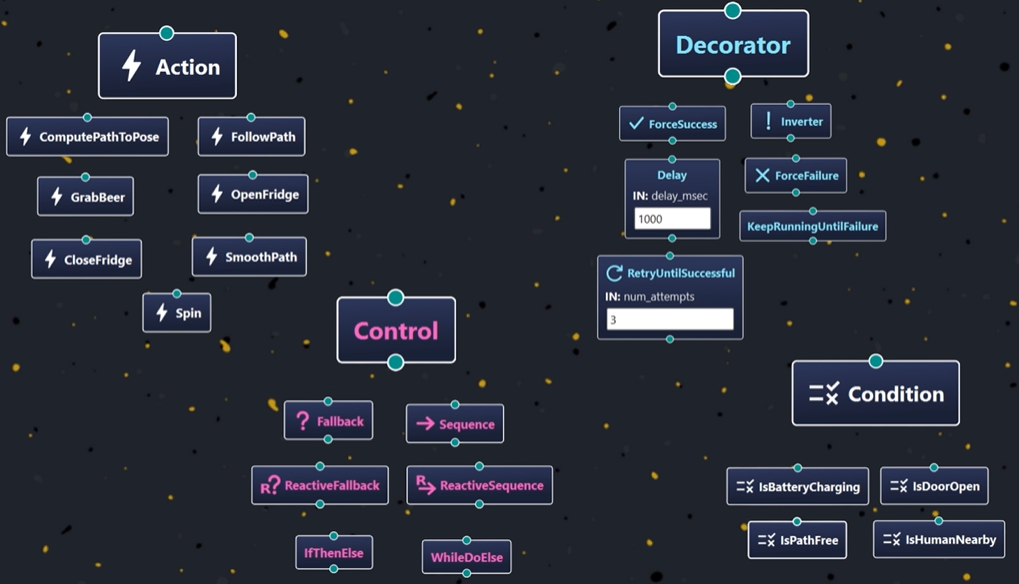 Action
ComputePathToPose
FollowPath
GrabBeer
OpenFridge
CloseFridge
SmoothPath
Spin
Control
? Fallback
Sequence
R? ReactiveFallback
R ReactiveSequence
IfThenElse
WhileDoElse
Decorator
ForceSuccess
! Inverter
Delay
IN: delay_msec
1000
ForceFailure
KeepRunningUntilFailure
RetryUntilSuccessful
IN: num_attempts
3
Condition
IsBatteryCharging
IsDoorOpen
IsPathFree
IsHumanNearby